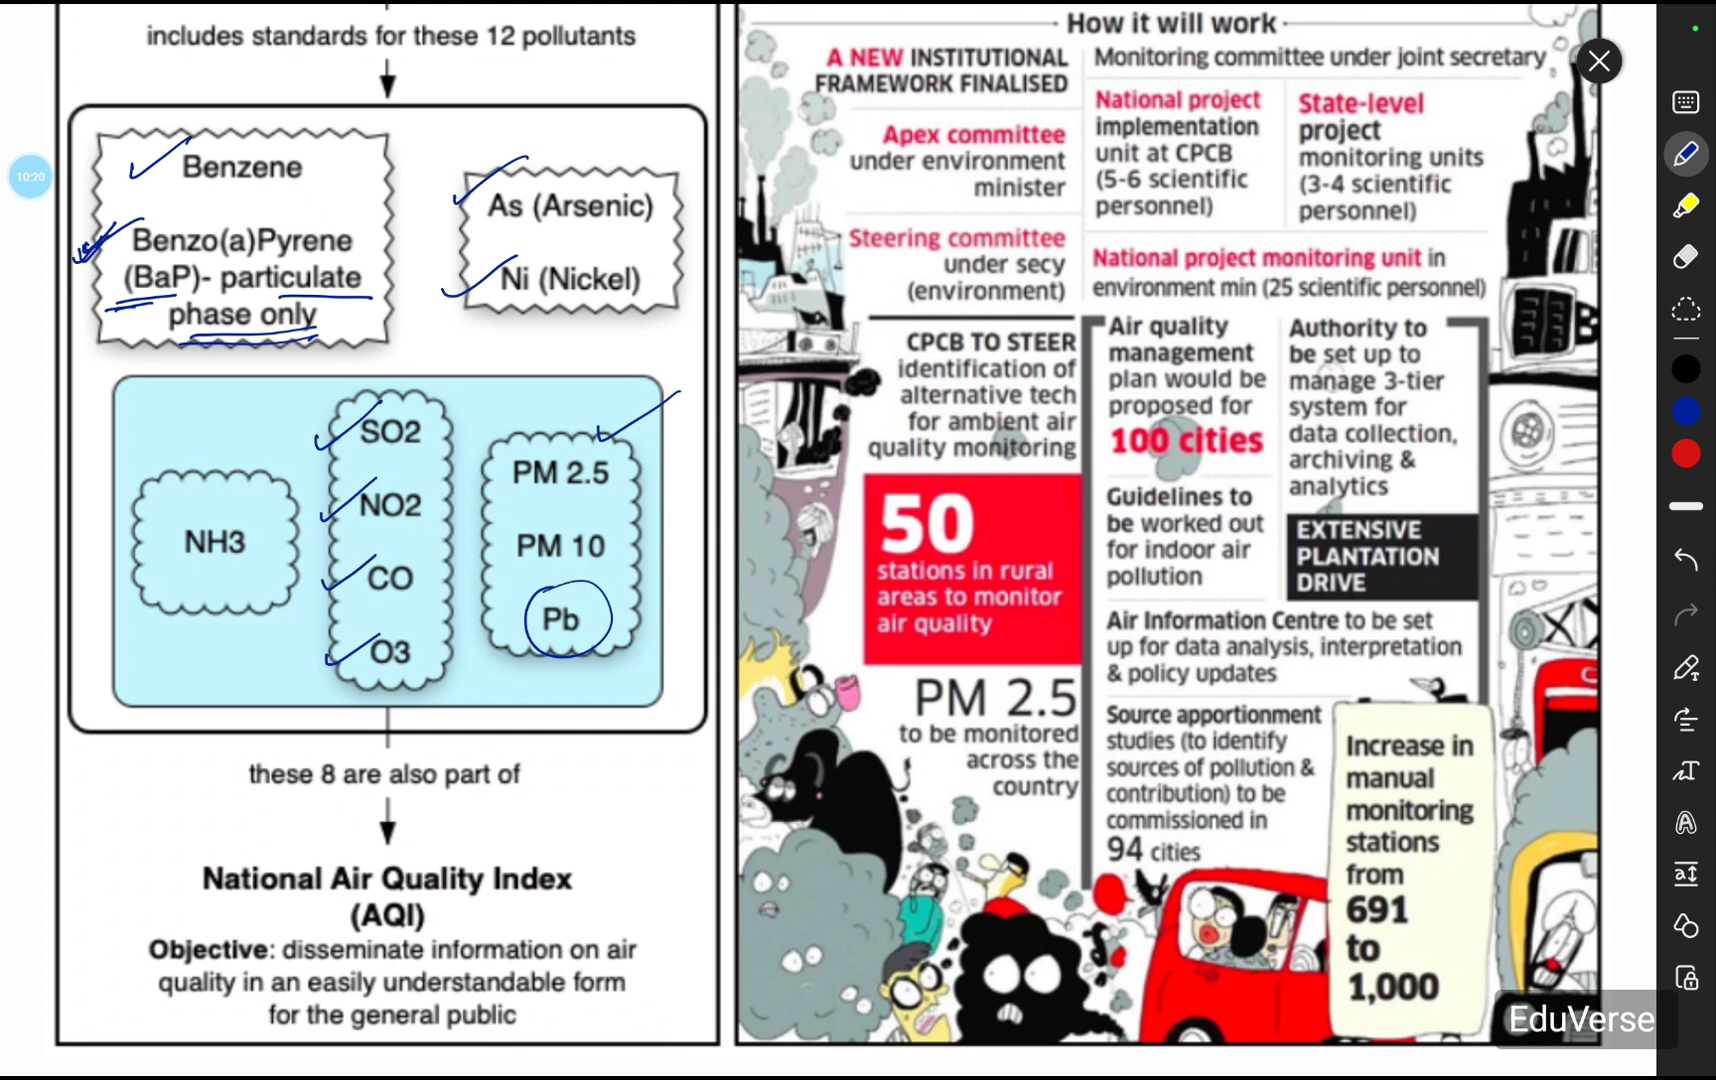 includes standards for these 12 pollutants
Benzene
Benzo(a)Pyrene
(BaP)- particulate
phase only
As (Arsenic)
Ni (Nickel)
NH3
SO2
NO2
CO
O3
PM 2.5
PM 10
Pb
these 8 are also part of
National Air Quality Index
(AQI)
Objective: disseminate information on air
quality in an easily understandable form
for the general public
10:20
How it will work
A NEW INSTITUTIONAL
FRAMEWORK FINALISED
Apex committee
under environment
minister
Steering committee
under secy
(environment)
Monitoring committee under joint secretary
National project
implementation
unit at CPCB
(5-6 scientific
personnel)
State-level
project
monitoring units
(3-4 scientific
personnel)
National project monitoring unit in
environment min (25 scientific personnel)
CPCB TO STEER
identification of
alternative tech
for ambient air
quality monitoring
50
stations in rural
areas to monitor
air quality
PM 2.5
to be monitored
across the
country
Air quality
management
plan would be
proposed for
100 cities
Guidelines to
be worked out
for indoor air
pollution
Authority to
be set up to
manage 3-tier
system for
data collection,
archiving &
analytics
EXTENSIVE
PLANTATION
DRIVE
Air Information Centre to be set
up for data analysis, interpretation
& policy updates
Source apportionment
studies (to identify
sources of pollution &
contribution) to be
commissioned in
94 cities
Increase in
manual
monitoring
stations
from
691
to
1,000
EduVerse